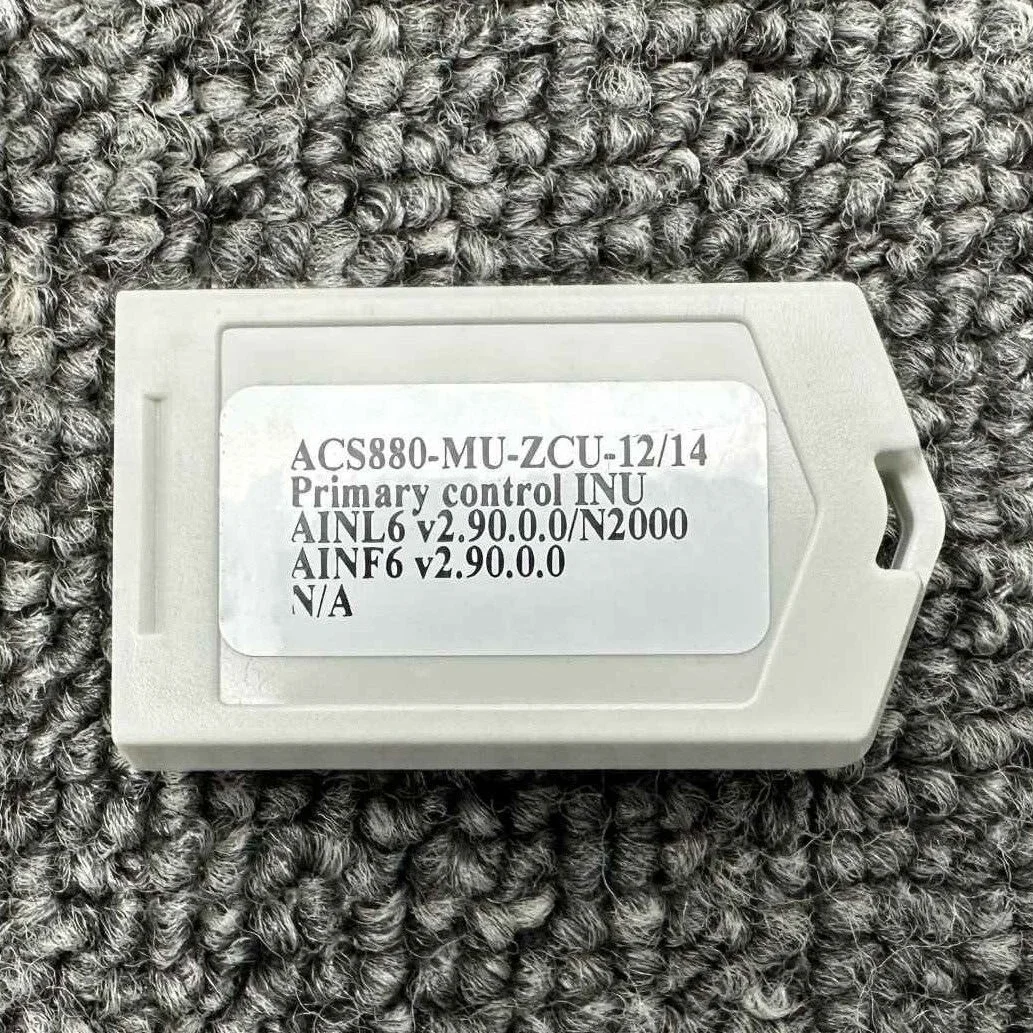 ACS880-MU-ZCU-12/14
Primary control INU
AINL6 v2.90.0.0/N2000
AINF6 v2.90.0.0
N/A